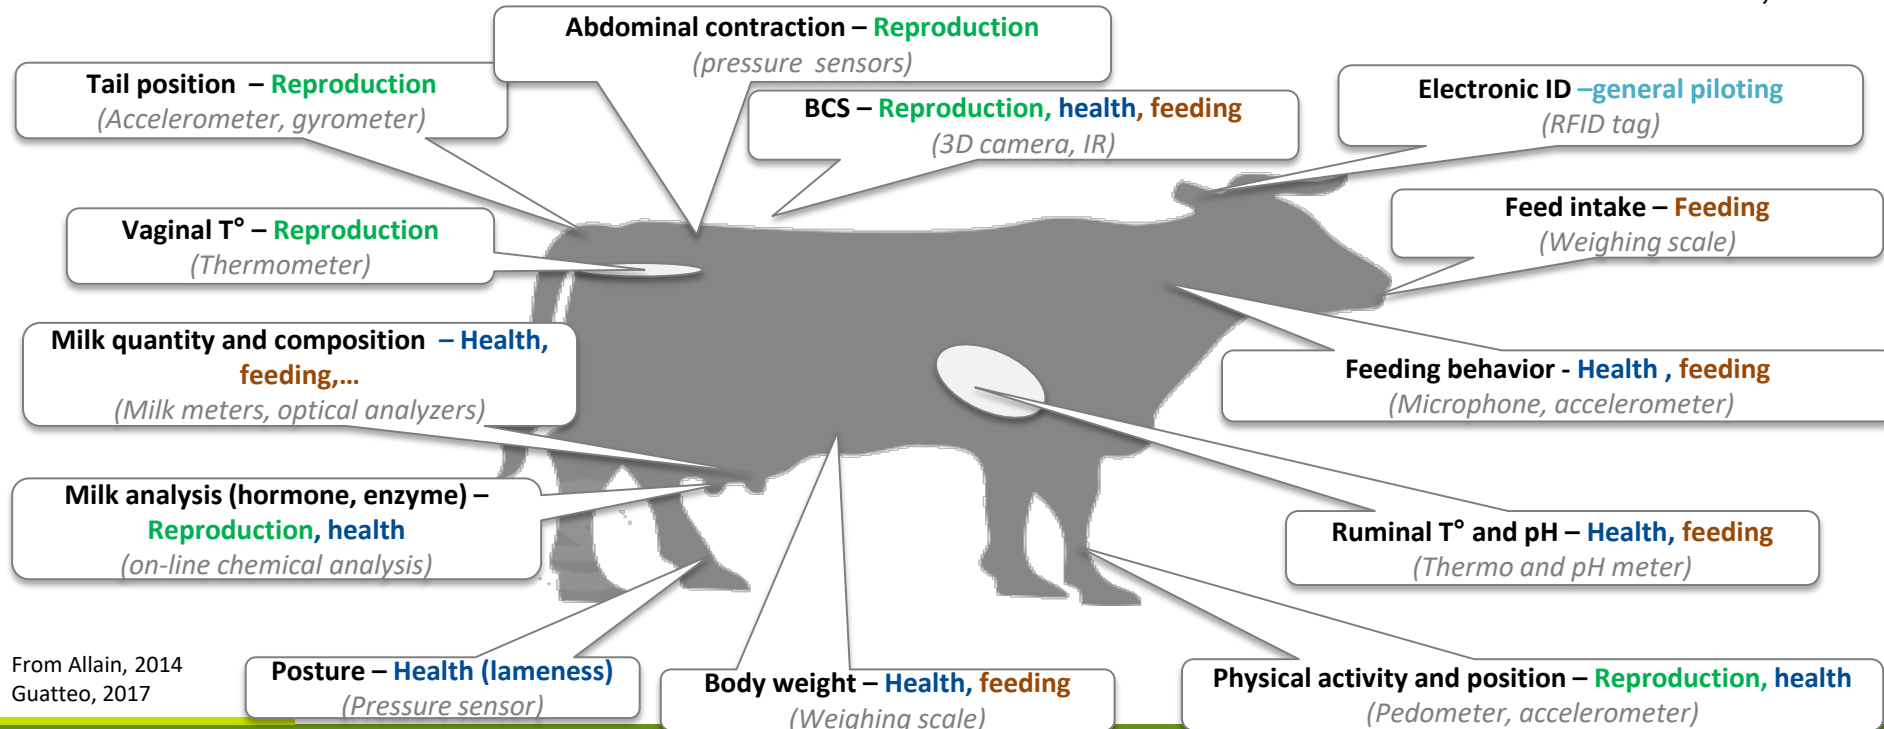 Abdominal contraction – Reproduction
(pressure sensors)
Tail position – Reproduction
(Accelerometer, gyrometer)
BCS – Reproduction, health, feeding
(3D camera, IR)
Electronic ID –general piloting
(RFID tag)
Vaginal T° – Reproduction
(Thermometer)
Feed intake – Feeding
(Weighing scale)
Milk quantity and composition – Health,
feeding,...
(Milk meters, optical analyzers)
Feeding behavior - Health , feeding
(Microphone, accelerometer)
Milk analysis (hormone, enzyme) –
Reproduction, health
(on-line chemical analysis)
Ruminal T° and pH – Health, feeding
(Thermo and pH meter)
From Allain, 2014
Guatteo, 2017
Posture – Health (lameness)
(Pressure sensor)
Body weight – Health, feeding
(Weighing scale)
Physical activity and position – Reproduction, health
(Pedometer, accelerometer)